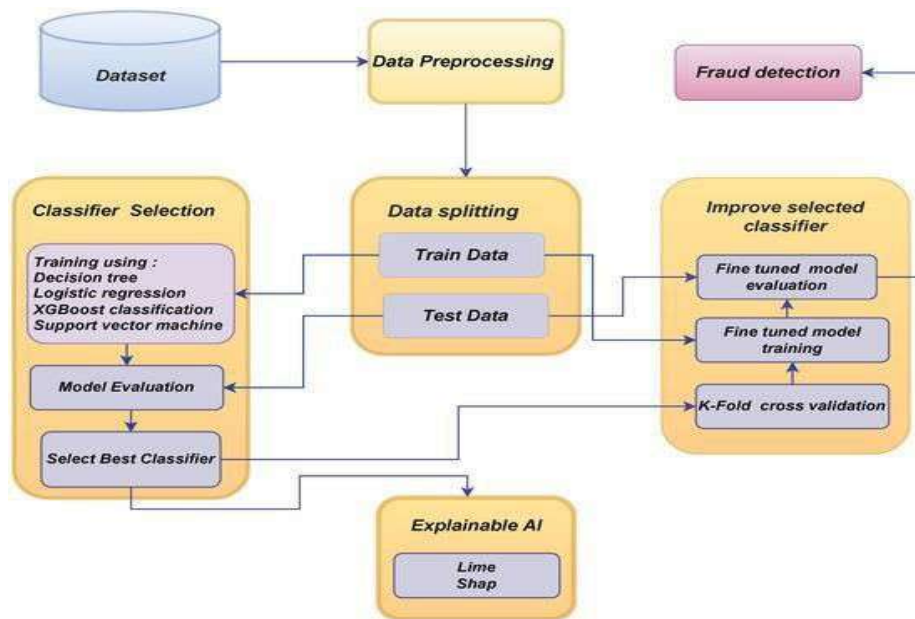 Dataset
Data Preprocessing
Fraud detection
Classifier Selection
Training using :
Decision tree
Logistic regression
XGBoost classification
Support vector machine
Model Evaluation
Select Best Classifier
Data splitting
Train Data
Test Data
Improve selected
classifier
Fine tuned model
evaluation
Fine tuned model
training
K-Fold cross validation
Explainable AI
Lime
Shap